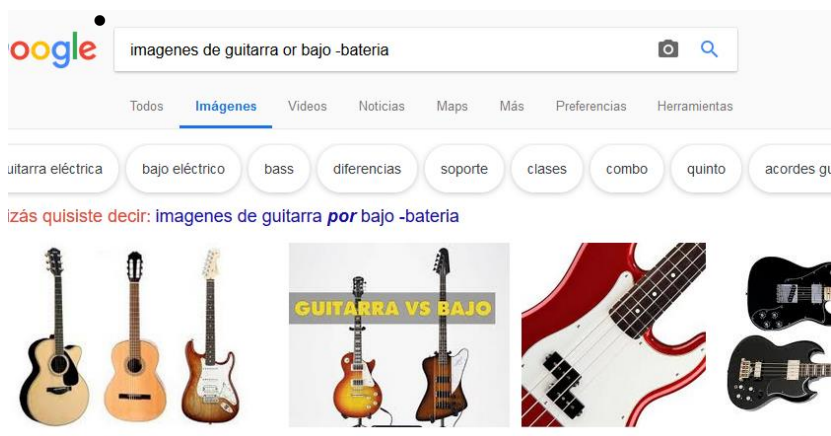 oogle
imagenes de guitarra or bajo -bateria
Todos Imágenes Videos Noticias Maps Más Preferencias Herramientas
uitarra eléctrica bajo eléctrico bass diferencias soporte clases combo quinto acordes gu
izás quisiste decir: imagenes de guitarra por bajo -bateria
GUITARRA VS BAJO